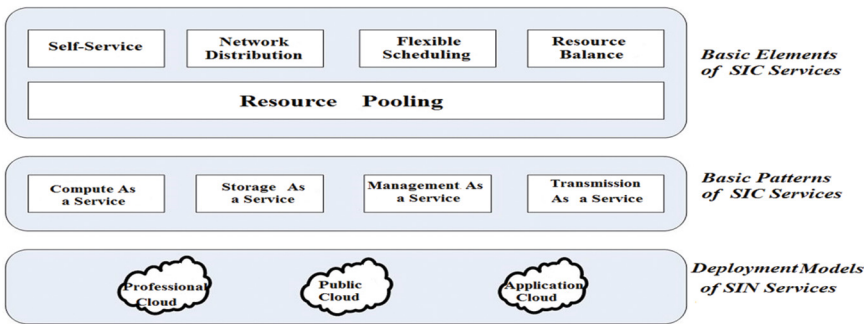 Self-Service
Network
Distribution
Flexible
Scheduling
Resource
Balance
Resource Pooling
Basic Elements
of SIC Services
Compute As
a Service
Storage As
a Service
Management As
a Service
Transmission
As a Service
Basic Patterns
of SIC Services
Professional
Cloud
Public
Cloud
Application
Cloud
Deployment Models
of SIN Services